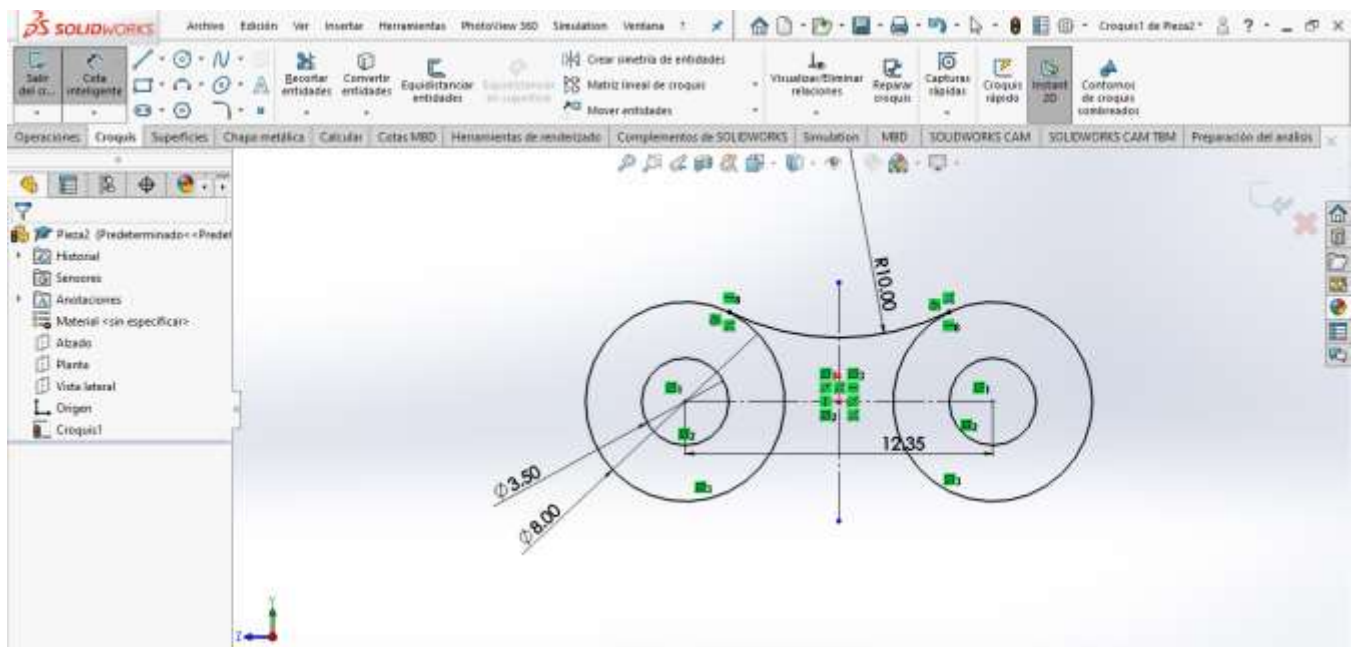 SOLIDWORKS Archivo Edición Ver Insertar Herramientas PhotoView 360 Simulation Ventana ? Croquis1 de Pieza2 * ?
Salir del cr...
Cota inteligente
Recortar entidades
Convertir entidades
Equidistanciar entidades
Crear simetría de entidades
Matriz lineal de croquis
Mover entidades
Visualizar/Eliminar relaciones
Reparar croquis
Capturas rápidas
Croquis rápido
Instant 2D
Contornos de croquis combinados
Operaciones Croquis Superficies Chapa metálica Calcular Cotas MBD Herramientas de renderizado Complementos de SOLIDWORKS Simulation MBD SOLIDWORKS CAM SOLIDWORKS CAM TBM Preparación del análisis
Pieza2 (Predeterminado<<Predet
Historial
Sensores
Anotaciones
Material <sin especificar>
Alzado
Planta
Vista lateral
Origen
Croquis1
R10.00
12.35
∅3.50
∅8.00
Y
Z